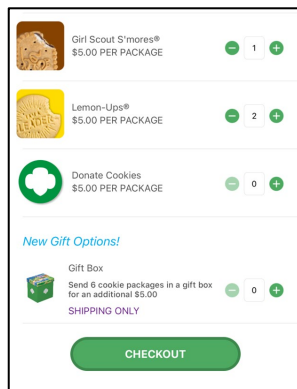 Girl Scout S'mores®
$5.00 PER PACKAGE
1
Lemon-Ups®
$5.00 PER PACKAGE
2
Donate Cookies
$5.00 PER PACKAGE
0
New Gift Options!
Gift Box
Send 6 cookie packages in a gift box
for an additional $5.00
0
SHIPPING ONLY
CHECKOUT